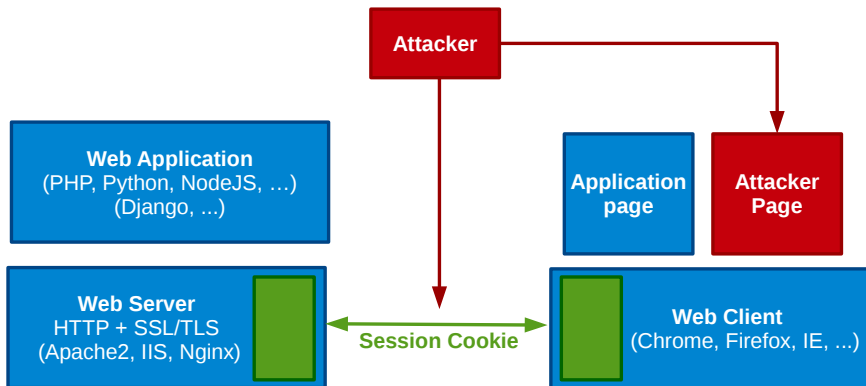 Attacker
Web Application
(PHP, Python, NodeJS, …)
(Django, ...)
Application
page
Attacker
Page
Web Server
HTTP + SSL/TLS
(Apache2, IIS, Nginx)
Session Cookie
Web Client
(Chrome, Firefox, IE, ...)